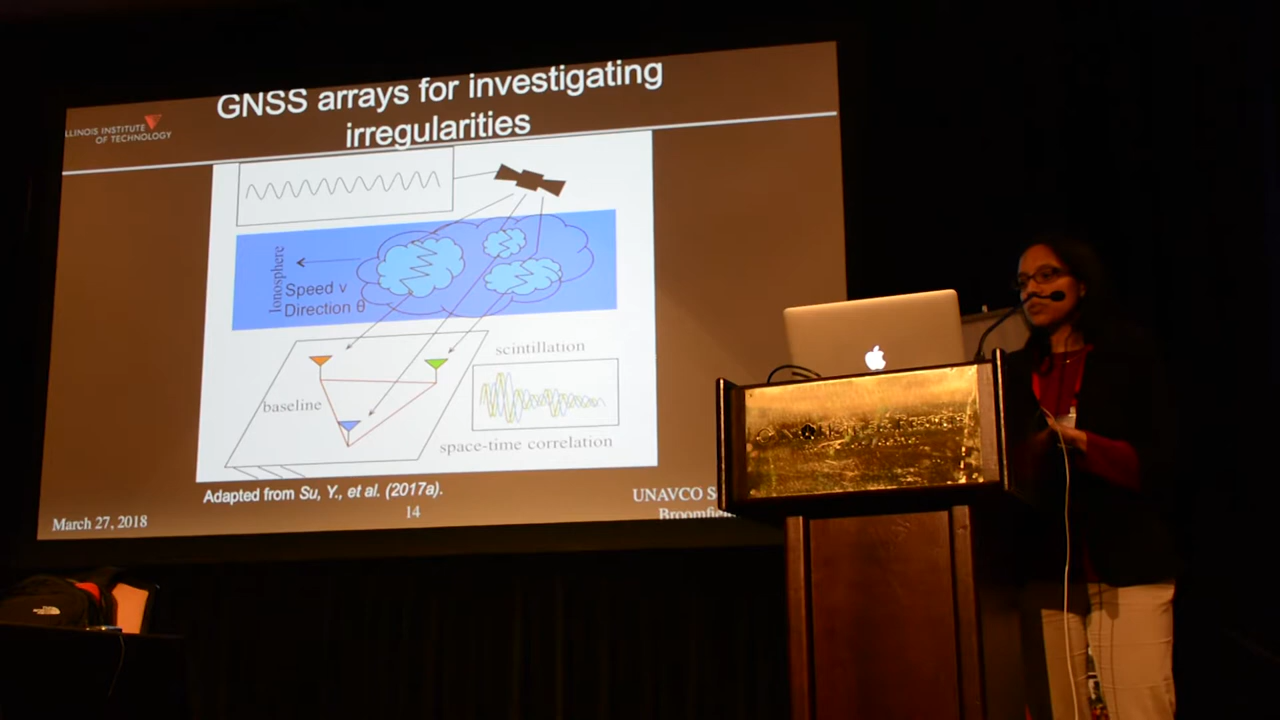 GNSS arrays for investigating
irregularities
ILLINOIS INSTITUTE
OF TECHNOLOGY
Ionosphere
Speed v
Direction θ
scintillation
baseline
space-time correlation
Adapted from Su, Y., et al. (2017a).
March 27, 2018
14
UNAVCO S
Broomfie